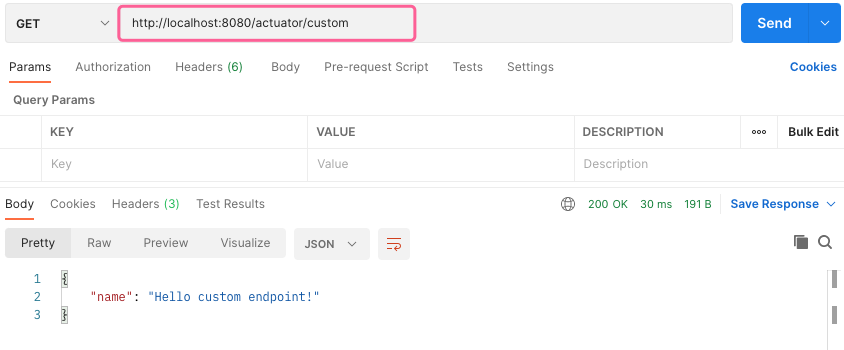 GET http://localhost:8080/actuator/custom Send
Params Authorization Headers (6) Body Pre-request Script Tests Settings Cookies
Query Params
KEY VALUE DESCRIPTION ooo Bulk Edit
Key Value Description
Body Cookies Headers (3) Test Results 200 OK 30 ms 191 B Save Response
Pretty Raw Preview Visualize JSON
1 {
2 "name": "Hello custom endpoint!"
3 }